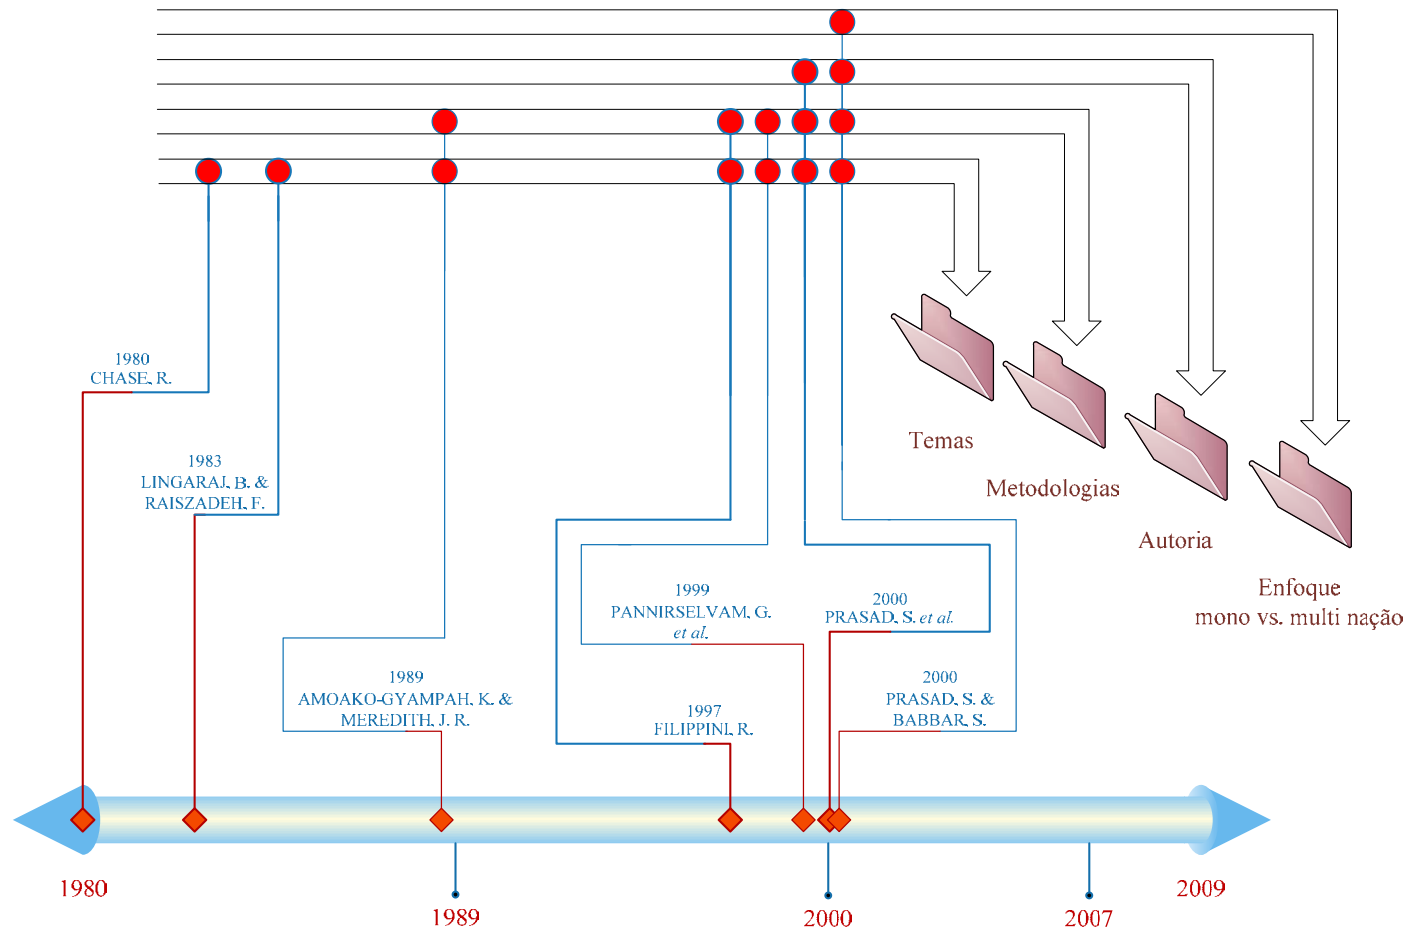 1980
CHASE, R.
1983
LINGARAJ, B. &
RAISZADEH, F.
Temas
Metodologias
Autoria
Enfoque
mono vs. multi nação
1999
PANNIRSELVAM, G.
et al.
2000
PRASAD, S. et al.
1989
AMOAKO-GYAMPAH, K. &
MEREDITH, J. R.
1997
FILIPPINI, R.
2000
PRASAD, S. &
BABBAR, S.
1980
1989
2000
2007
2009